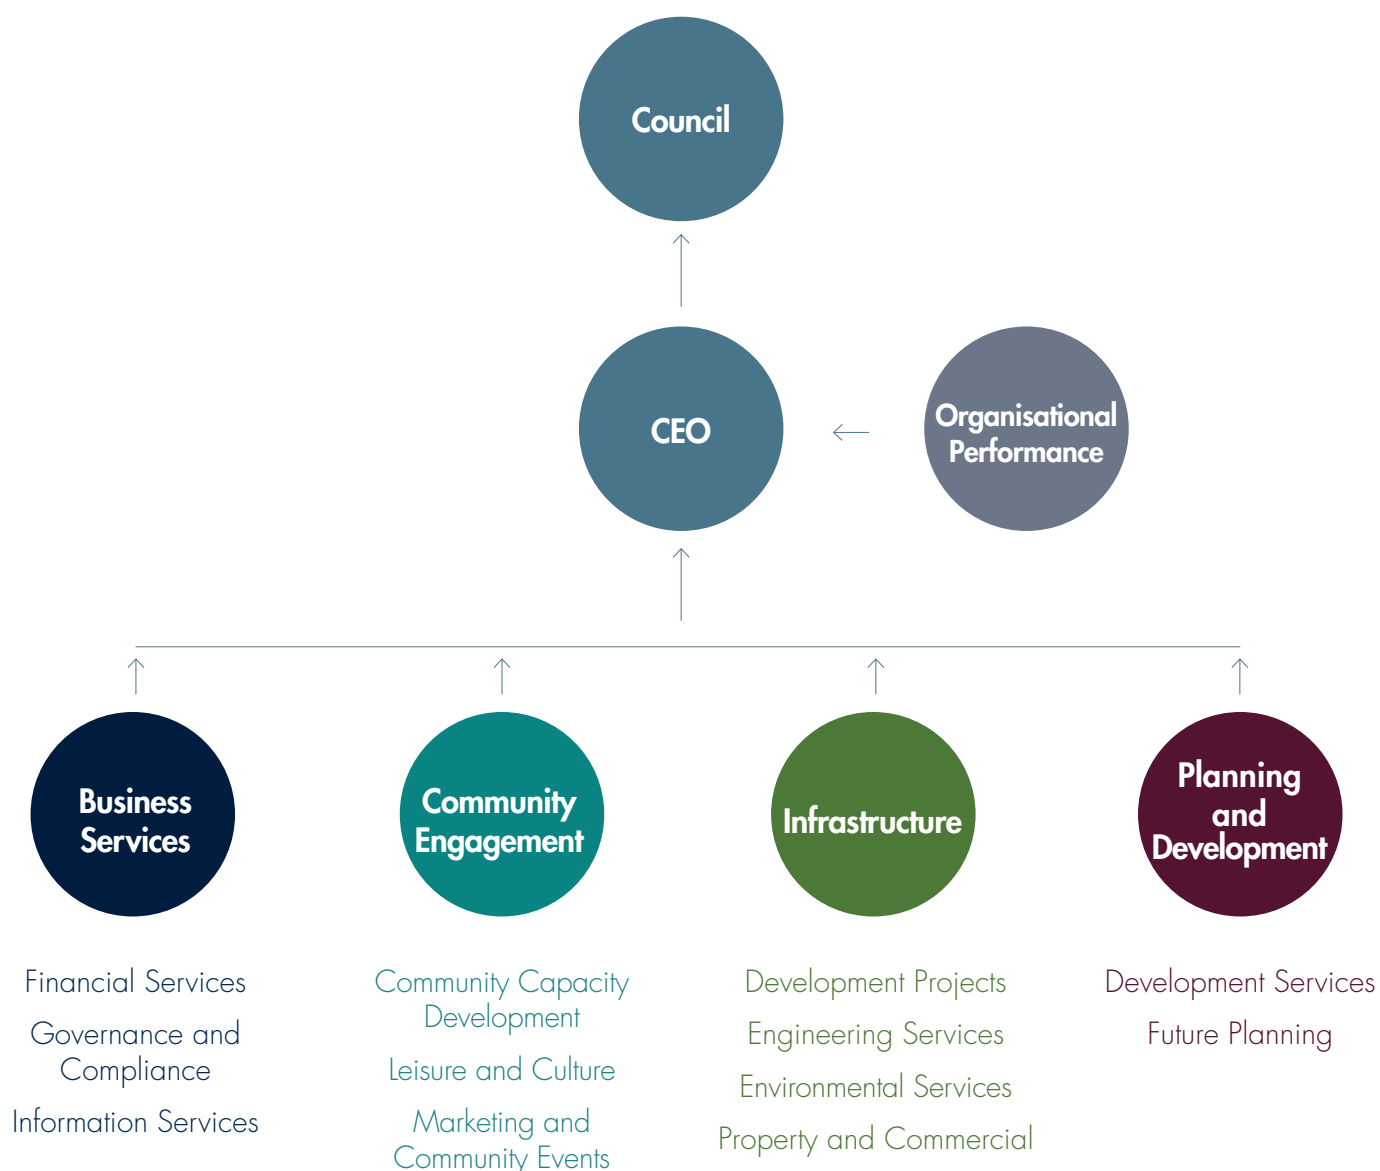 Council
CEO
Organisational
Performance
Business
Services
Community
Engagement
Infrastructure
Planning
and
Development
Financial Services
Governance and
Compliance
Information Services
Community Capacity
Development
Leisure and Culture
Marketing and
Community Events
Development Projects
Engineering Services
Environmental Services
Property and Commercial
Development Services
Future Planning